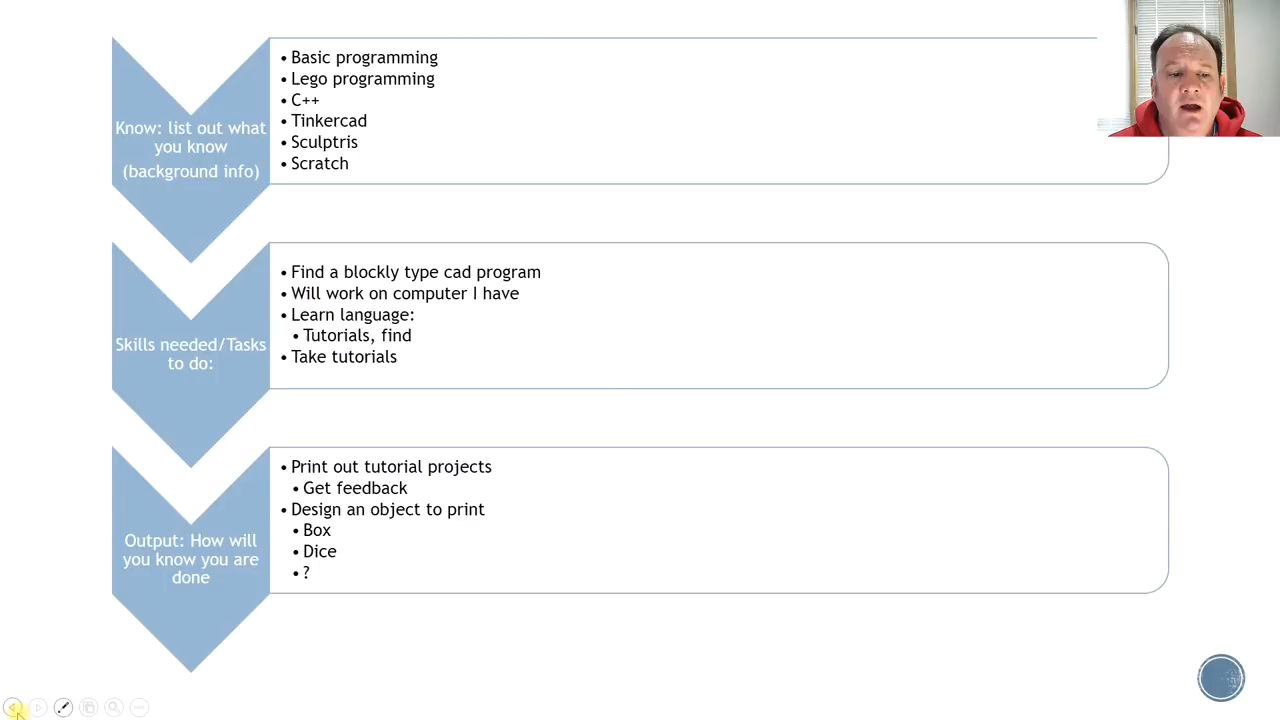 Know: list out what
you know
(background info)
• Basic programming
• Lego programming
• C++
• Tinkercad
• Sculptris
• Scratch
Skills needed/Tasks
to do:
• Find a blockly type cad program
• Will work on computer I have
• Learn language:
• Tutorials, find
• Take tutorials
Output: How will
you know you are
done
• Print out tutorial projects
• Get feedback
• Design an object to print
• Box
• Dice
• ?